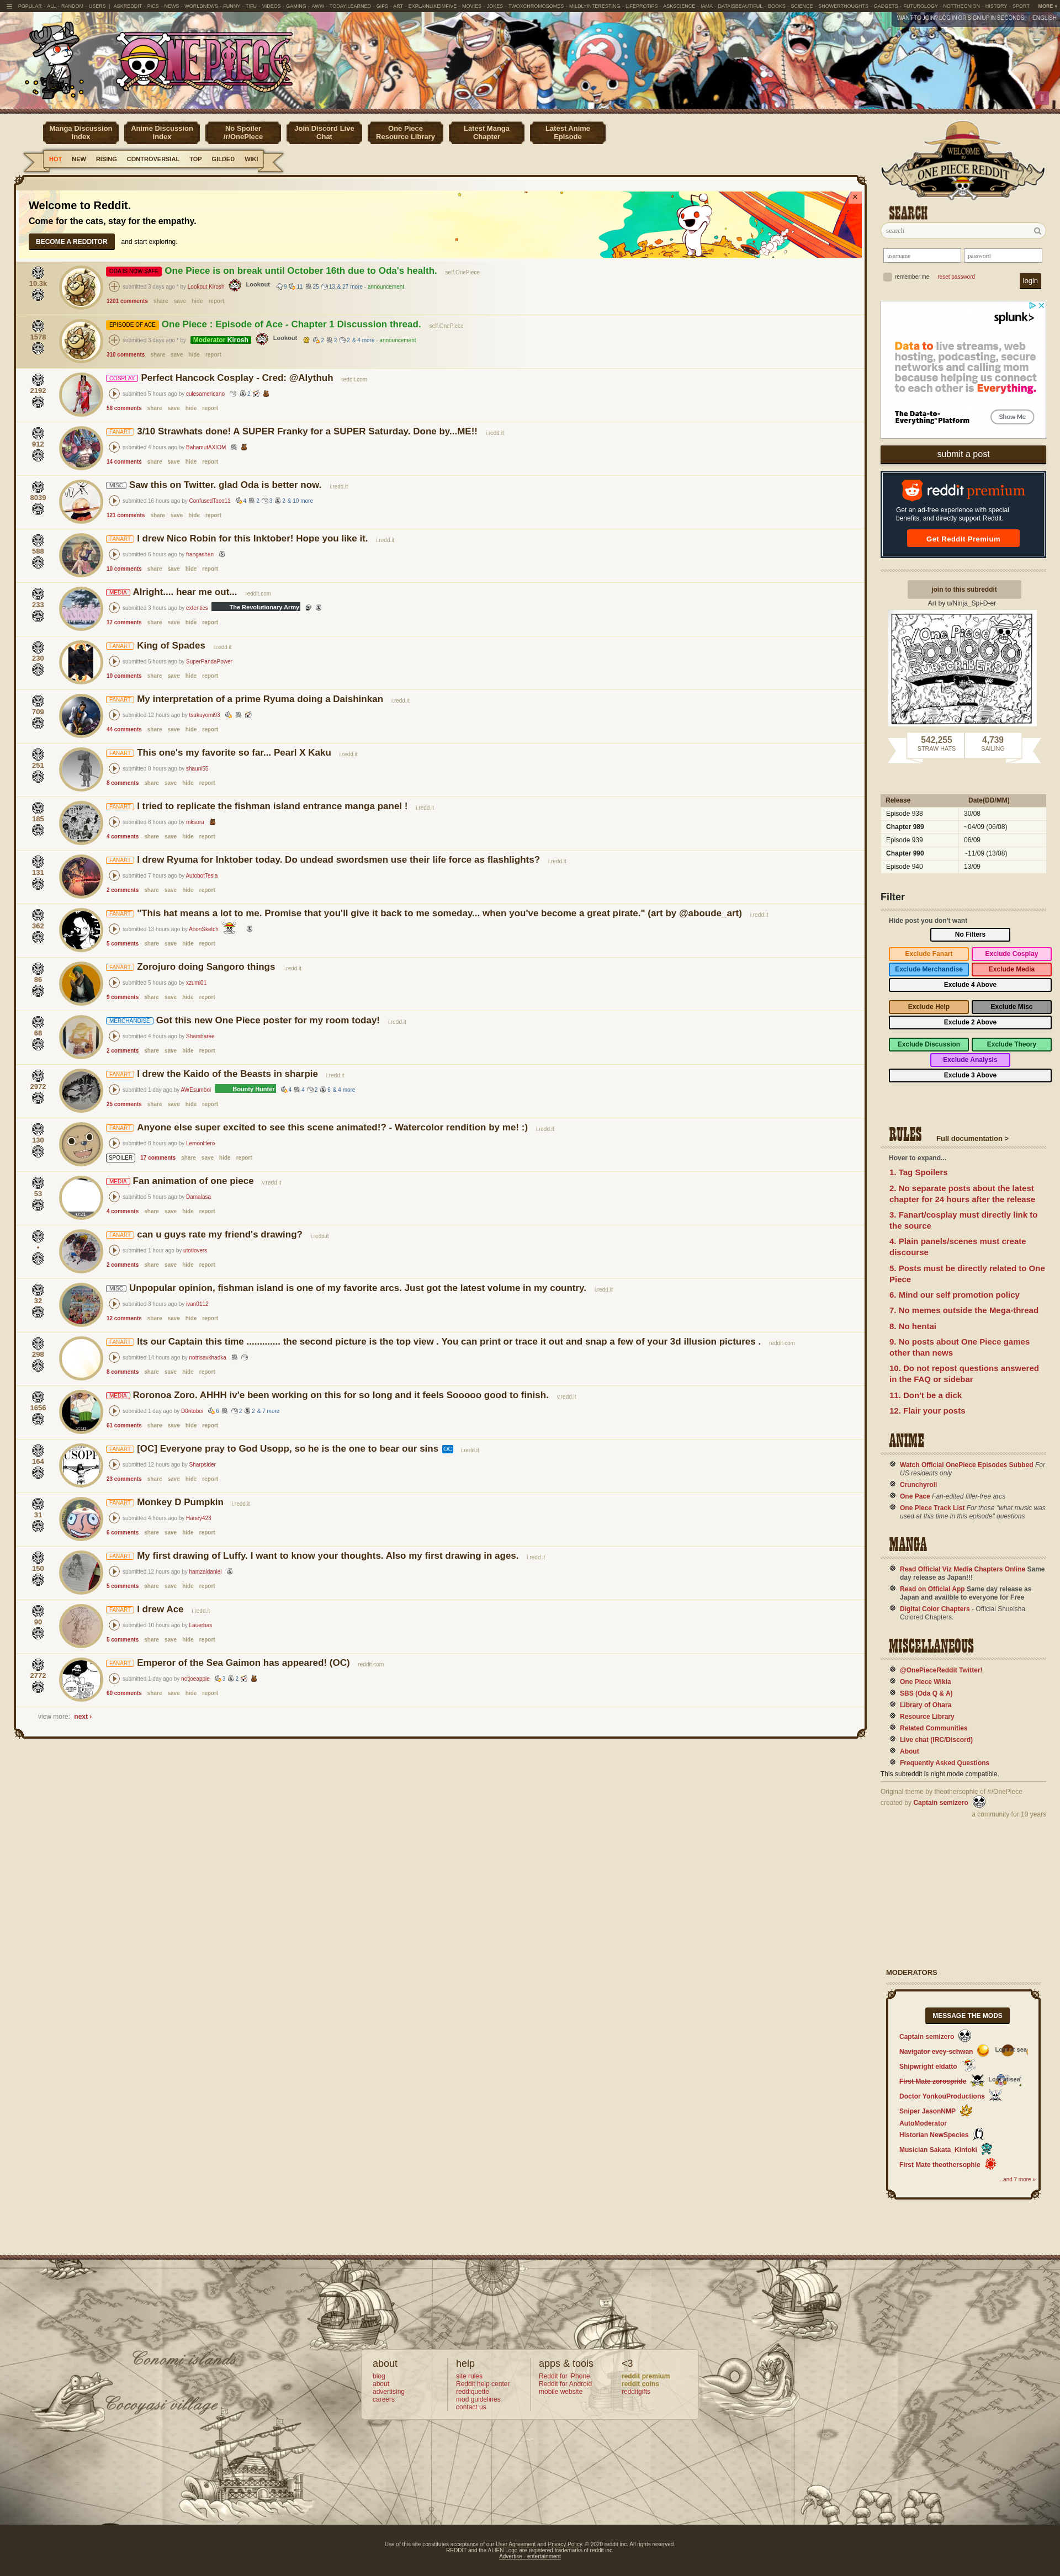 POPULAR · ALL · RANDOM · USERS | ASKREDDIT · PICS · NEWS · WORLDNEWS · FUNNY · TIFU · VIDEOS · GAMING · AWW · TODAYILEARNED · GIFS · ART · EXPLAINLIKEIMFIVE · MOVIES · JOKES · TWOXCHROMOSOMES · MILDLYINTERESTING · LIFEPROTIPS · ASKSCIENCE · IAMA · DATAISBEAUTIFUL · BOOKS · SCIENCE · SHOWERTHOUGHTS · GADGETS · FUTUROLOGY · NOTTHEONION · HISTORY · SPORT MORE »
WANT TO JOIN? LOG IN OR SIGN UP IN SECONDS. | ENGLISH
ONE PIECE
Manga Discussion Index
Anime Discussion Index
No Spoiler /r/OnePiece
Join Discord Live Chat
One Piece Resource Library
Latest Manga Chapter
Latest Anime Episode
HOT NEW RISING CONTROVERSIAL TOP GILDED WIKI
Welcome to Reddit.
Come for the cats, stay for the empathy.
BECOME A REDDITOR and start exploring.
10.3k
ODA IS NOW SAFE One Piece is on break until October 16th due to Oda's health. self.OnePiece
submitted 3 days ago * by Lookout Kirosh Lookout 9 11 25 13 & 27 more - announcement
1201 comments share save hide report
1578
EPISODE OF ACE One Piece : Episode of Ace - Chapter 1 Discussion thread. self.OnePiece
submitted 3 days ago * by Moderator Kirosh Lookout 2 2 2 & 4 more - announcement
310 comments share save hide report
2192
COSPLAY Perfect Hancock Cosplay - Cred: @Alythuh reddit.com
submitted 5 hours ago by culesamericano 2
58 comments share save hide report
912
FANART 3/10 Strawhats done! A SUPER Franky for a SUPER Saturday. Done by...ME!! i.redd.it
submitted 4 hours ago by BahamutAXIOM
14 comments share save hide report
8039
MISC Saw this on Twitter. glad Oda is better now. i.redd.it
submitted 16 hours ago by ConfusedTaco11 4 2 3 2 & 10 more
121 comments share save hide report
588
FANART I drew Nico Robin for this Inktober! Hope you like it. i.redd.it
submitted 6 hours ago by frangashan
10 comments share save hide report
233
MEDIA Alright.... hear me out... reddit.com
submitted 3 hours ago by extentics The Revolutionary Army
17 comments share save hide report
230
FANART King of Spades i.redd.it
submitted 5 hours ago by SuperPandaPower
10 comments share save hide report
709
FANART My interpretation of a prime Ryuma doing a Daishinkan i.redd.it
submitted 12 hours ago by tsukuyomi93
44 comments share save hide report
251
FANART This one's my favorite so far... Pearl X Kaku i.redd.it
submitted 8 hours ago by shauni55
8 comments share save hide report
185
FANART I tried to replicate the fishman island entrance manga panel ! i.redd.it
submitted 8 hours ago by mksora
4 comments share save hide report
131
FANART I drew Ryuma for Inktober today. Do undead swordsmen use their life force as flashlights? i.redd.it
submitted 7 hours ago by AutobotTesla
2 comments share save hide report
362
FANART "This hat means a lot to me. Promise that you'll give it back to me someday... when you've become a great pirate." (art by @aboude_art) i.redd.it
submitted 13 hours ago by AnonSketch
5 comments share save hide report
86
FANART Zorojuro doing Sangoro things i.redd.it
submitted 5 hours ago by xzumi01
9 comments share save hide report
68
MERCHANDISE Got this new One Piece poster for my room today! i.redd.it
submitted 4 hours ago by Shambaree
2 comments share save hide report
2972
FANART I drew the Kaido of the Beasts in sharpie i.redd.it
submitted 1 day ago by AWEsumboi Bounty Hunter 4 4 2 6 & 4 more
25 comments share save hide report
130
FANART Anyone else super excited to see this scene animated!? - Watercolor rendition by me! :) i.redd.it
submitted 8 hours ago by LemonHero
SPOILER 17 comments share save hide report
53
MEDIA Fan animation of one piece v.redd.it
submitted 5 hours ago by Damalasa
4 comments share save hide report
•
FANART can u guys rate my friend's drawing? i.redd.it
submitted 1 hour ago by utotlovers
2 comments share save hide report
32
MISC Unpopular opinion, fishman island is one of my favorite arcs. Just got the latest volume in my country. i.redd.it
submitted 3 hours ago by ivan0112
12 comments share save hide report
298
FANART Its our Captain this time ............. the second picture is the top view . You can print or trace it out and snap a few of your 3d illusion pictures . reddit.com
submitted 14 hours ago by notrisavkhadka
8 comments share save hide report
1656
MEDIA Roronoa Zoro. AHHH iv'e been working on this for so long and it feels Sooooo good to finish. v.redd.it
submitted 1 day ago by D0ritoboi 6 2 2 & 7 more
61 comments share save hide report
164
FANART [OC] Everyone pray to God Usopp, so he is the one to bear our sins OC i.redd.it
submitted 12 hours ago by Sharpsider
23 comments share save hide report
31
FANART Monkey D Pumpkin i.redd.it
submitted 4 hours ago by Haney423
6 comments share save hide report
150
FANART My first drawing of Luffy. I want to know your thoughts. Also my first drawing in ages. i.redd.it
submitted 12 hours ago by hamzaidaniel
5 comments share save hide report
90
FANART I drew Ace i.redd.it
submitted 10 hours ago by Lauerbas
5 comments share save hide report
2772
FANART Emperor of the Sea Gaimon has appeared! (OC) reddit.com
submitted 1 day ago by notjoeapple 3 2
60 comments share save hide report
view more: next ›
WELCOME
TO
ONE PIECE REDDIT
SEARCH
search
username password
remember me reset password login
splunk>
Data to livestreams, web
hosting, podcasting, secure
networks, online banking, cold
calling, mobile networks because
helping us connect
to each other is Everything.
The Data-to-Everything Platform
Show Me
submit a post
reddit premium
Get an ad-free experience with special
benefits, and directly support Reddit.
Get Reddit Premium
join to this subreddit
Art by u/Ninja_Spi-D-er
r/One Piece
500000
SUBSCRIBERS
542,255 STRAW HATS
4,739 SAILING
Release Date(DD/MM)
Episode 938 30/08
Chapter 989 ~04/09 (06/08)
Episode 939 06/09
Chapter 990 ~11/09 (13/08)
Episode 940 13/09
Filter
Hide post you don't want
No Filters
Exclude Fanart Exclude Cosplay
Exclude Merchandise Exclude Media
Exclude 4 Above
Exclude Help Exclude Misc
Exclude 2 Above
Exclude Discussion Exclude Theory
Exclude Analysis
Exclude 3 Above
RULES Full documentation >
Hover to expand...
1. Tag Spoilers
2. No separate posts about the latest
chapter for 24 hours after the release
3. Fanart/cosplay must directly link to
the source
4. Plain panels/scenes must create
discourse
5. Posts must be directly related to One
Piece
6. Mind our self promotion policy
7. No memes outside the Mega-thread
8. No hentai
9. No posts about One Piece games
other than news
10. Do not repost questions answered
in the FAQ or sidebar
11. Don't be a dick
12. Flair your posts
ANIME
Watch Official OnePiece Episodes Subbed For
US residents only
Crunchyroll
One Pace Fan-edited filler-free arcs
One Piece Track List For those "what music was
used at this time in this episode" questions
MANGA
Read Official Viz Media Chapters Online Same
day release as Japan!!!
Read on Official App Same day release as
Japan and availble to everyone for Free
Digital Color Chapters - Official Shueisha
Colored Chapters.
MISCELLANEOUS
@OnePieceReddit Twitter!
One Piece Wikia
SBS (Oda Q & A)
Library of Ohara
Resource Library
Related Communities
Live chat (IRC/Discord)
About
Frequently Asked Questions
This subreddit is night mode compatible.
Original theme by theothersophie of /r/OnePiece
created by Captain semizero
a community for 10 years
MODERATORS
MESSAGE THE MODS
Captain semizero
Navigator evey-schwan
Shipwright eldatto
First Mate zorospride
Doctor YonkouProductions
Sniper JasonNMP
AutoModerator
Historian NewSpecies
Musician Sakata_Kintoki
First Mate theothersophie
...and 7 more »
Conomi islands
Cocoyasi village
about
blog
about
advertising
careers
help
site rules
Reddit help center
reddiquette
mod guidelines
contact us
apps & tools
Reddit for iPhone
Reddit for Android
mobile website
<3
reddit premium
reddit coins
redditgifts
Use of this site constitutes acceptance of our User Agreement and Privacy Policy. © 2020 reddit inc. All rights reserved.
REDDIT and the ALIEN Logo are registered trademarks of reddit inc.
Advertise - entertainment